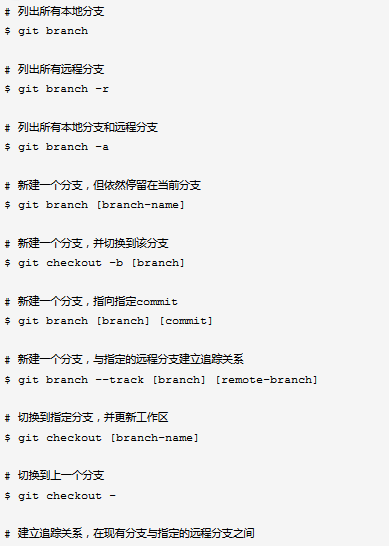 # 列出所有本地分支
$ git branch
# 列出所有远程分支
$ git branch -r
# 列出所有本地分支和远程分支
$ git branch -a
# 新建一个分支，但依然停留在当前分支
$ git branch [branch-name]
# 新建一个分支，并切换到该分支
$ git checkout -b [branch]
# 新建一个分支，指向指定commit
$ git branch [branch] [commit]
# 新建一个分支，与指定的远程分支建立追踪关系
$ git branch --track [branch] [remote-branch]
# 切换到指定分支，并更新工作区
$ git checkout [branch-name]
# 切换到上一个分支
$ git checkout -
# 建立追踪关系，在现有分支与指定的远程分支之间